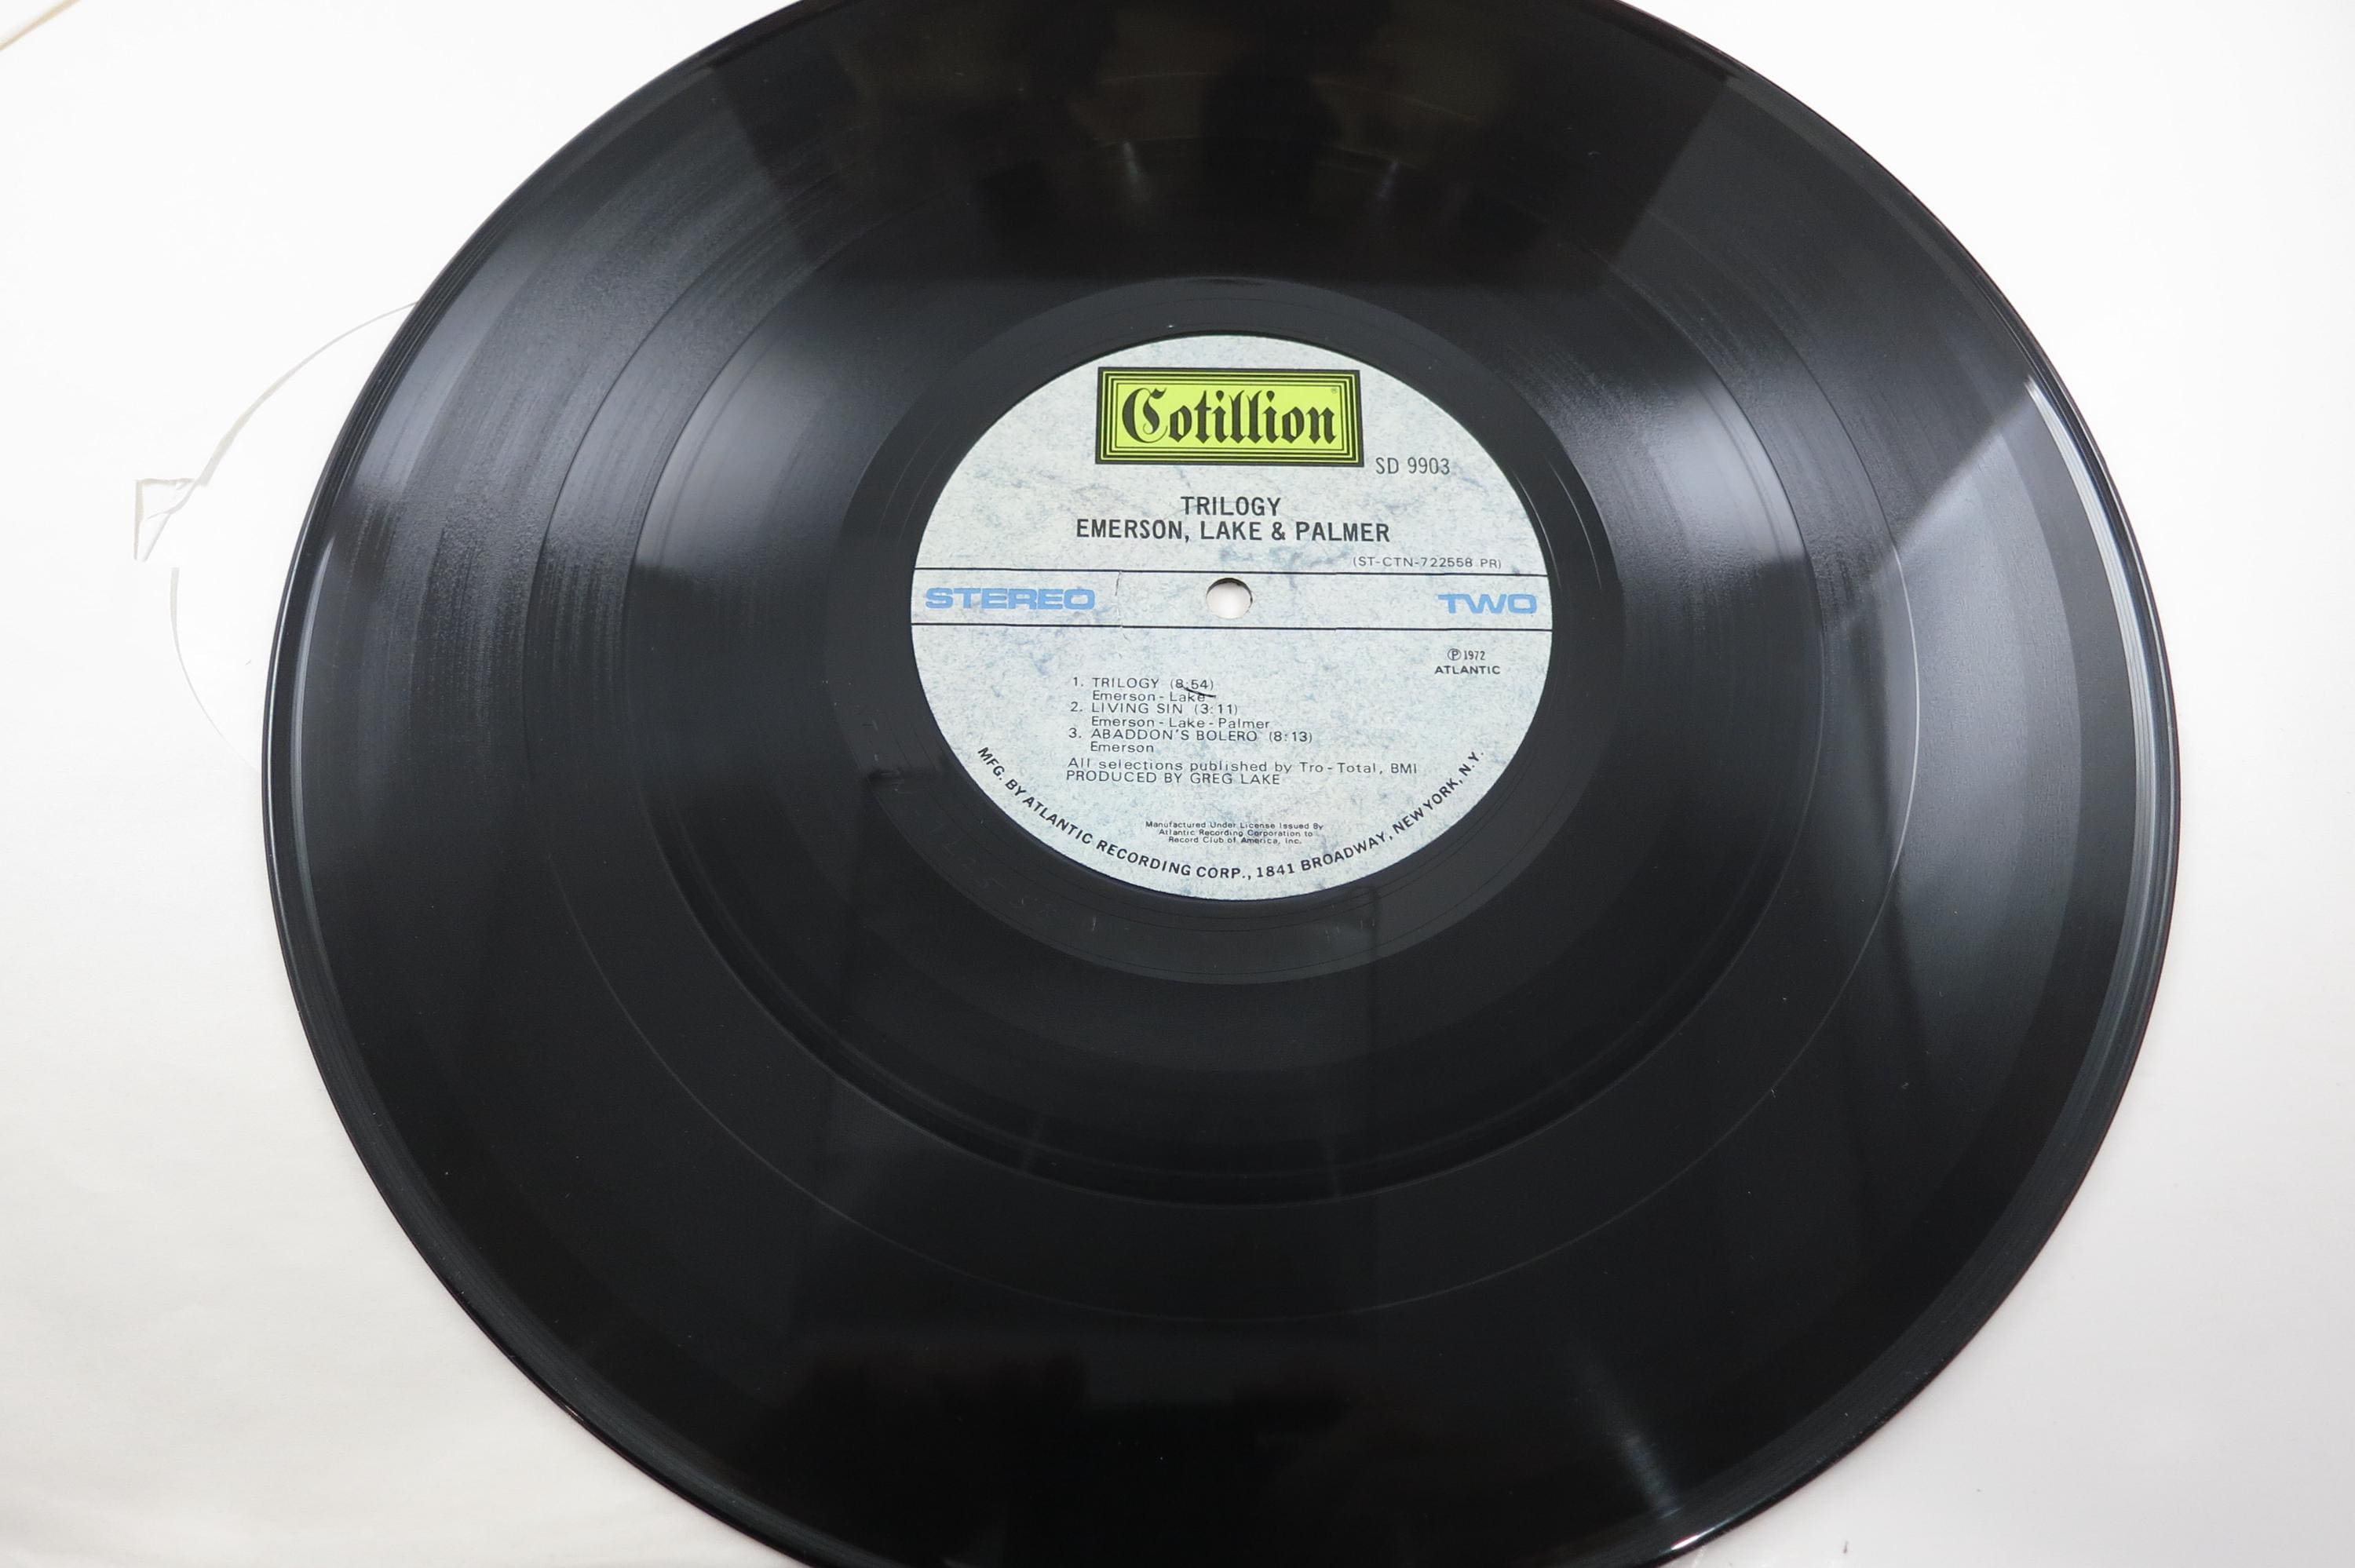 Cotillion
SD 9903
TRILOGY
EMERSON, LAKE & PALMER
(ST-CTN-722558 PR)
STEREO TWO
Ⓟ1972
ATLANTIC
1. TRILOGY (8:54)
Emerson - Lake
2. LIVING SIN (3:11)
Emerson - Lake - Palmer
3. ABADDON'S BOLERO (8:13)
Emerson
All selections published by Tro-Total, BMI
PRODUCED BY GREG LAKE
Manufactured Under License Issued By
Atlantic Recording Corporation to
Record Club of America, Inc.
MFG. BY ATLANTIC RECORDING CORP., 1841 BROADWAY, NEW YORK, N.Y.